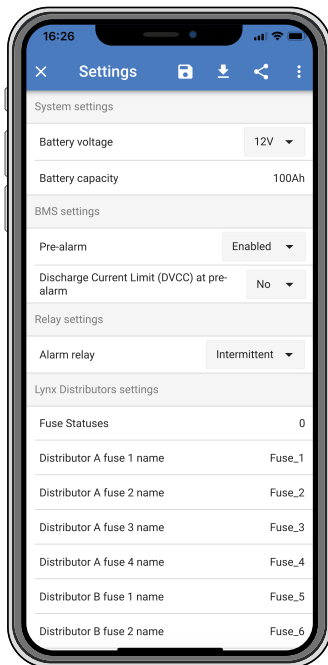 16:26
Settings
System settings
Battery voltage 12V
Battery capacity 100Ah
BMS settings
Pre-alarm Enabled
Discharge Current Limit (DVCC) at pre-
alarm No
Relay settings
Alarm relay Intermittent
Lynx Distributors settings
Fuse Statuses 0
Distributor A fuse 1 name Fuse_1
Distributor A fuse 2 name Fuse_2
Distributor A fuse 3 name Fuse_3
Distributor A fuse 4 name Fuse_4
Distributor B fuse 1 name Fuse_5
Distributor B fuse 2 name Fuse_6